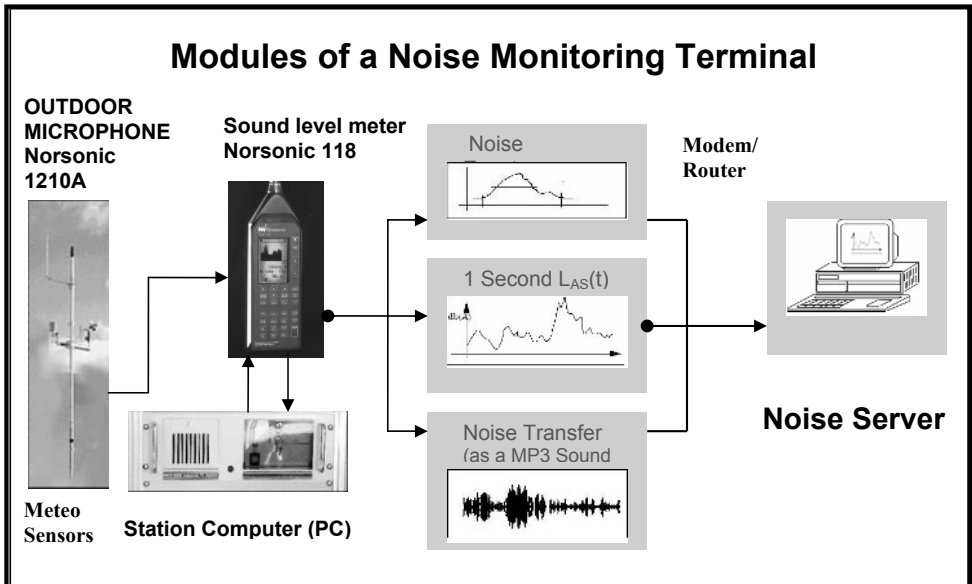 Modules of a Noise Monitoring Terminal
OUTDOOR
MICROPHONE
Norsonic
1210A
Sound level meter
Norsonic 118
Noise
Modem/
Router
1 Second LAS(t)
Noise Transfer
(as a MP3 Sound
Noise Server
Meteo
Sensors
Station Computer (PC)